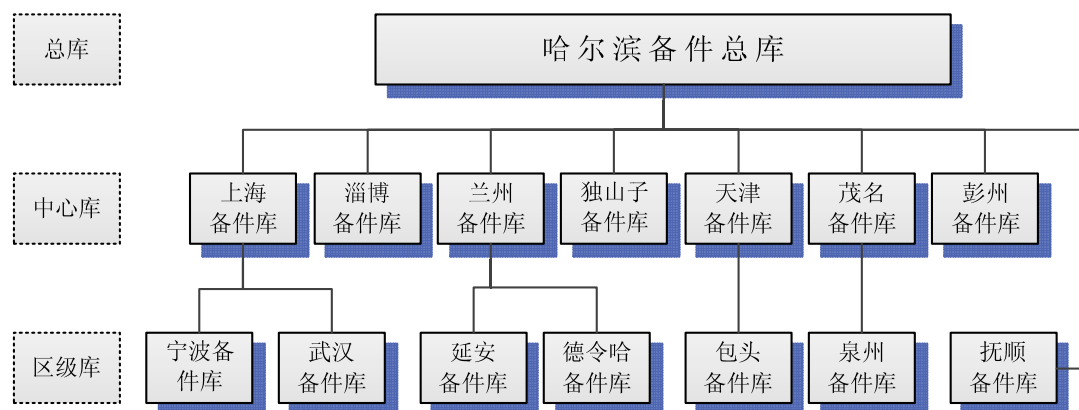 总库
哈尔滨备件总库
中心库
上海
备件库
淄博
备件库
兰州
备件库
独山子
备件库
天津
备件库
茂名
备件库
彭州
备件库
区级库
宁波备
件库
武汉
备件库
延安
备件库
德令哈
备件库
包头
备件库
泉州
备件库
抚顺
备件库